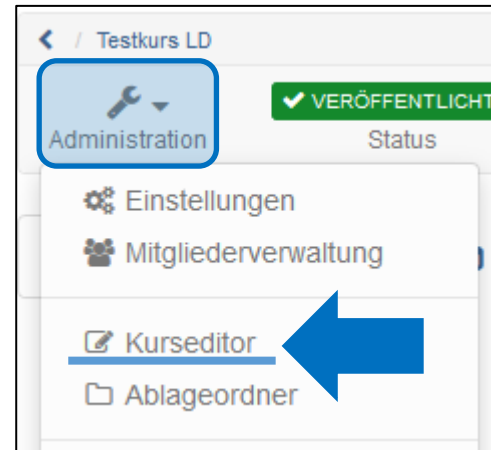 / Testkurs LD
VERÖFFENTLICHT
Administration
Status
Einstellungen
Mitgliederverwaltung
Kurseditor
Ablageordner